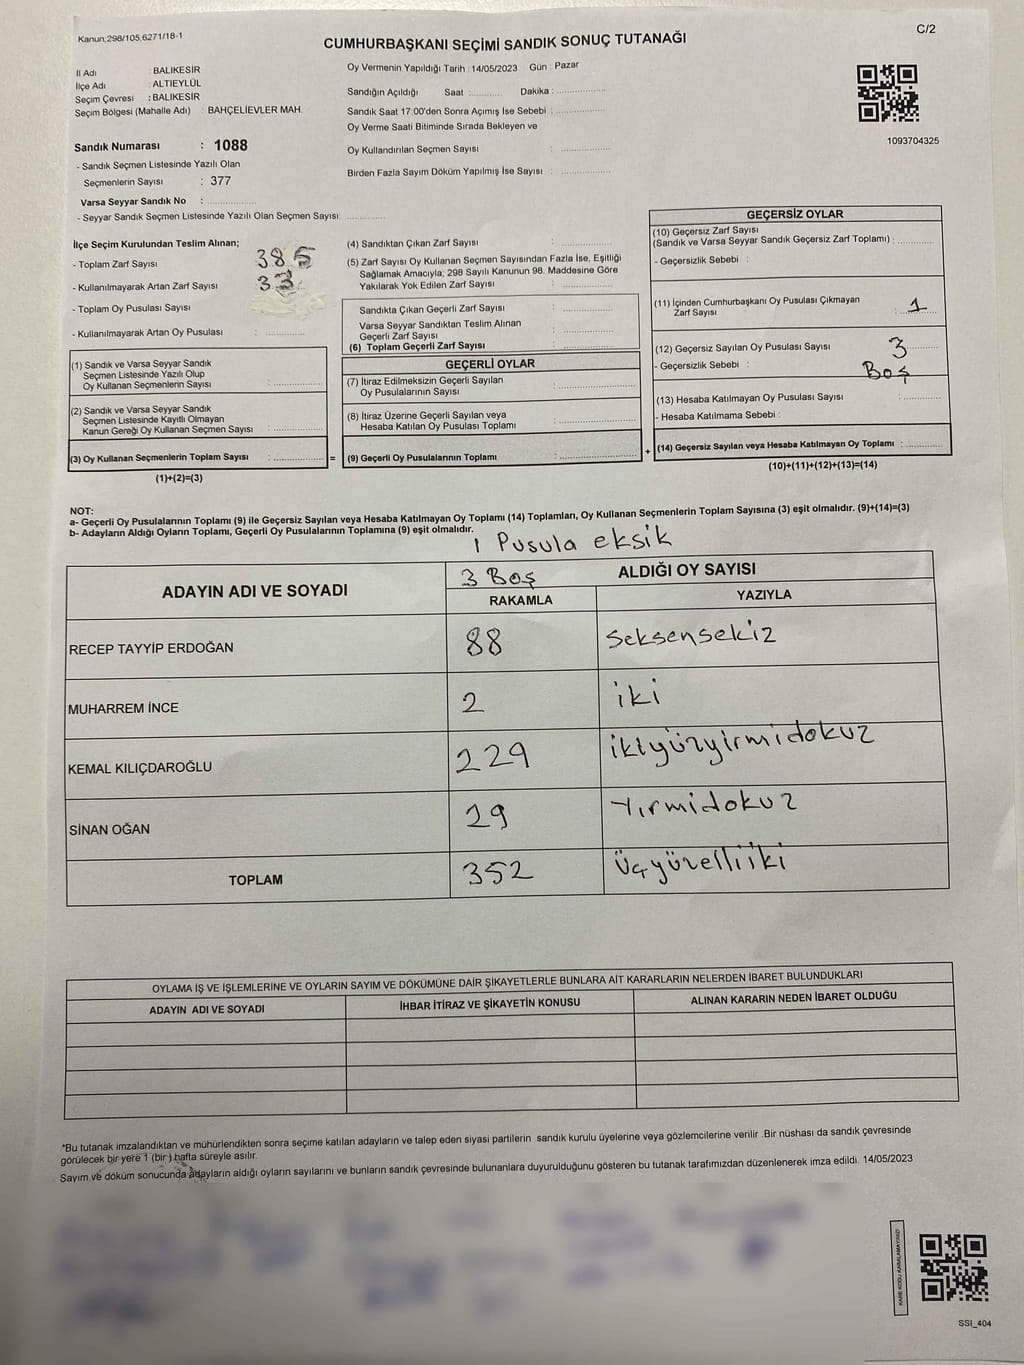 Kanun;298/105,6271/18-1
C/2
CUMHURBAŞKANI SEÇİMİ SANDIK SONUÇ TUTANAĞI
İl Adı : BALIKESİR
İlçe Adı : ALTIEYLÜL
Seçim Çevresi : BALIKESİR
Seçim Bölgesi (Mahalle Adı) : BAHÇELİEVLER MAH.
Sandık Numarası : 1088
- Sandık Seçmen Listesinde Yazılı Olan
Seçmenlerin Sayısı : 377
Varsa Seyyar Sandık No :
- Seyyar Sandık Seçmen Listesinde Yazılı Olan Seçmen Sayısı:
Oy Vermenin Yapıldığı Tarih : 14/05/2023 Gün : Pazar
Sandığın Açıldığı Saat : Dakika :
Sandık Saat 17:00'den Sonra Açımış İse Sebebi :
Oy Verme Saati Bitiminde Sırada Bekleyen ve
Oy Kullandırılan Seçmen Sayısı :
Birden Fazla Sayım Döküm Yapılmış İse Sayısı :
1093704325
İlçe Seçim Kurulundan Teslim Alınan;
- Toplam Zarf Sayısı 385
- Kullanılmayarak Artan Zarf Sayısı 33
- Toplam Oy Pusulası Sayısı
- Kullanılmayarak Artan Oy Pusulası :
(1) Sandık ve Varsa Seyyar Sandık
Seçmen Listesinde Yazılı Olup
Oy Kullanan Seçmenlerin Sayısı :
(2) Sandık ve Varsa Seyyar Sandık
Seçmen Listesinde Kayıtlı Olmayan
Kanun Gereği Oy Kullanan Seçmen Sayısı :
(3) Oy Kullanan Seçmenlerin Toplam Sayısı :
(1)+(2)=(3)
=
(4) Sandıktan Çıkan Zarf Sayısı :
(5) Zarf Sayısı Oy Kullanan Seçmen Sayısından Fazla İse, Eşitliği
Sağlamak Amacıyla; 298 Sayılı Kanunun 98. Maddesine Göre
Yakılarak Yok Edilen Zarf Sayısı :
Sandıkta Çıkan Geçerli Zarf Sayısı :
Varsa Seyyar Sandıktan Teslim Alınan
Geçerli Zarf Sayısı :
(6) Toplam Geçerli Zarf Sayısı :
GEÇERLİ OYLAR
(7) İtiraz Edilmeksizin Geçerli Sayılan
Oy Pusulalarının Sayısı :
(8) İtiraz Üzerine Geçerli Sayılan veya
Hesaba Katılan Oy Pusulası Toplamı :
(9) Geçerli Oy Pusulalarının Toplamı :
+
GEÇERSİZ OYLAR
(10) Geçersiz Zarf Sayısı
(Sandık ve Varsa Seyyar Sandık Geçersiz Zarf Toplamı) :
- Geçersizlik Sebebi :
(11) İçinden Cumhurbaşkanı Oy Pusulası Çıkmayan
Zarf Sayısı : 1
(12) Geçersiz Sayılan Oy Pusulası Sayısı : 3
- Geçersizlik Sebebi : Boş
(13) Hesaba Katılmayan Oy Pusulası Sayısı :
- Hesaba Katılmama Sebebi :
(14) Geçersiz Sayılan veya Hesaba Katılmayan Oy Toplamı :
(10)+(11)+(12)+(13)=(14)
NOT:
a- Geçerli Oy Pusulalarının Toplamı (9) ile Geçersiz Sayılan veya Hesaba Katılmayan Oy Toplamı (14) Toplamları, Oy Kullanan Seçmenlerin Toplam Sayısına (3) eşit olmalıdır. (9)+(14)=(3)
b- Adayların Aldığı Oyların Toplamı, Geçerli Oy Pusulalarının Toplamına (9) eşit olmalıdır.
1 Pusula eksik
3 Boş
ADAYIN ADI VE SOYADI
ALDIĞI OY SAYISI
RAKAMLA YAZIYLA
RECEP TAYYİP ERDOĞAN 88 Seksensekiz
MUHARREM İNCE 2 iki
KEMAL KILIÇDAROĞLU 229 ikiyüzyirmidokuz
SİNAN OĞAN 29 Yirmidokuz
TOPLAM 352 Üçyüzelliiki
OYLAMA İŞ VE İŞLEMLERİNE VE OYLARIN SAYIM VE DÖKÜMÜNE DAİR ŞİKAYETLERLE BUNLARA AİT KARARLARIN NELERDEN İBARET BULUNDUKLARI
ADAYIN ADI VE SOYADI İHBAR İTİRAZ VE ŞİKAYETİN KONUSU ALINAN KARARIN NEDEN İBARET OLDUĞU
*Bu tutanak imzalandıktan ve mühürlendikten sonra seçime katılan adayların ve talep eden siyasi partilerin sandık kurulu üyelerine veya gözlemcilerine verilir .Bir nüshası da sandık çevresinde
görülecek bir yere 1 (bir) hafta süreyle asılır.
Sayım ve döküm sonucunda adayların aldığı oyların sayılarını ve bunların sandık çevresinde bulunanlara duyurulduğunu gösteren bu tutanak tarafımızdan düzenlenerek imza edildi. 14/05/2023
KARE KODU KARALAMAYINIZ!
SSI_404